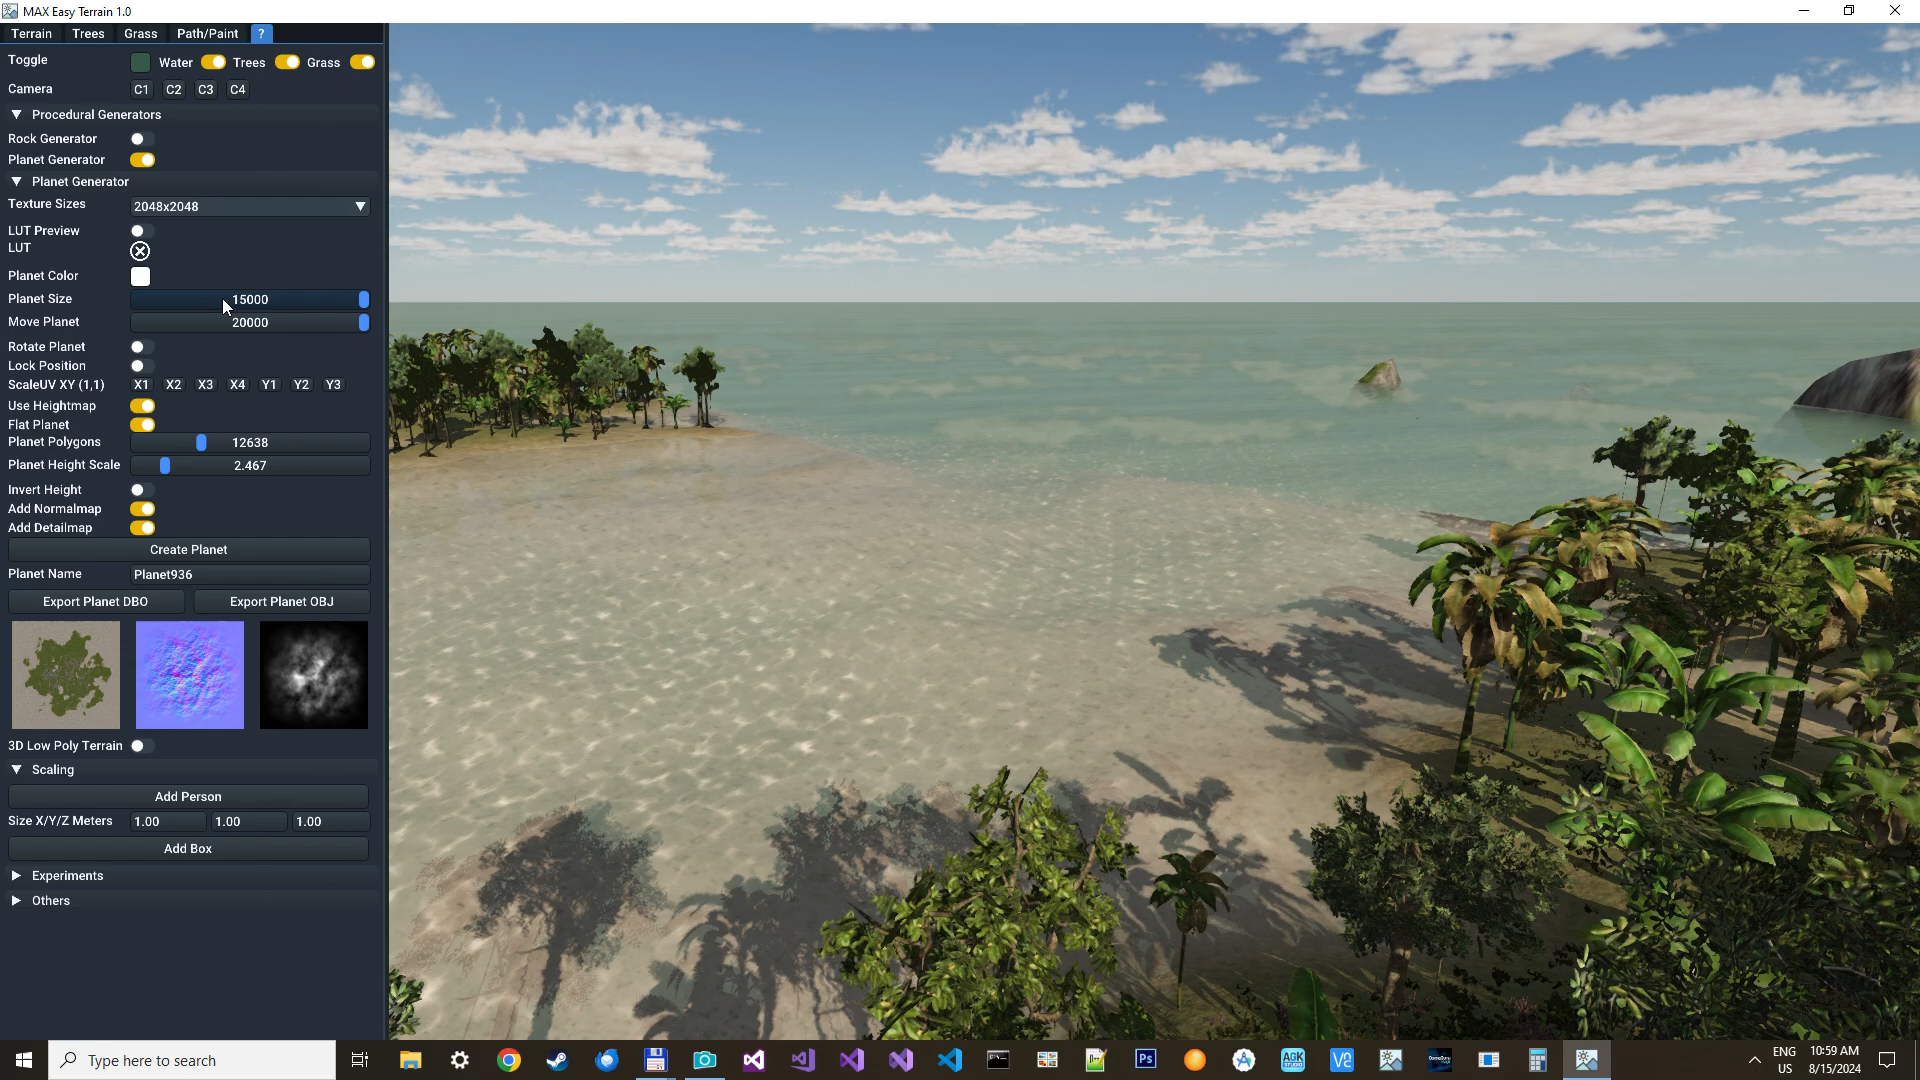 MAX Easy Terrain 1.0
Terrain Trees Grass Path/Paint ?
Toggle Water Trees Grass
Camera C1 C2 C3 C4
Procedural Generators
Rock Generator
Planet Generator
Planet Generator
Texture Sizes 2048x2048
LUT Preview
LUT
Planet Color
Planet Size 15000
Move Planet 20000
Rotate Planet
Lock Position
ScaleUV XY (1,1) X1 X2 X3 X4 Y1 Y2 Y3
Use Heightmap
Flat Planet
Planet Polygons 12638
Planet Height Scale 2.467
Invert Height
Add Normalmap
Add Detailmap
Create Planet
Planet Name Planet936
Export Planet DBO Export Planet OBJ
3D Low Poly Terrain
Scaling
Add Person
Size X/Y/Z Meters 1.00 1.00 1.00
Add Box
Experiments
Others
Type here to search
Ps
AGK
ENG 10:59 AM
US 8/15/2024